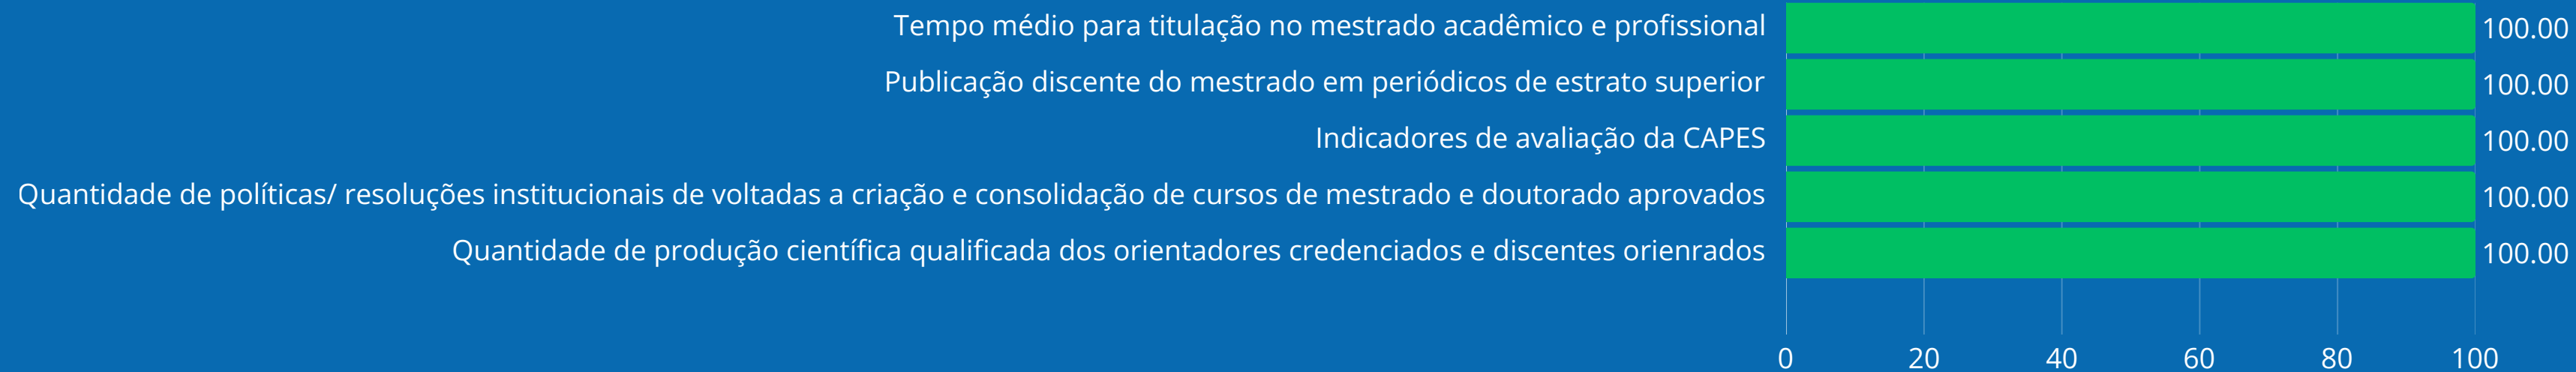 Tempo médio para titulação no mestrado acadêmico e profissional 100.00
Publicação discente do mestrado em periódicos de estrato superior 100.00
Indicadores de avaliação da CAPES 100.00
Quantidade de políticas/ resoluções institucionais de voltadas a criação e consolidação de cursos de mestrado e doutorado aprovados 100.00
Quantidade de produção científica qualificada dos orientadores credenciados e discentes orienrados 100.00
0 20 40 60 80 100